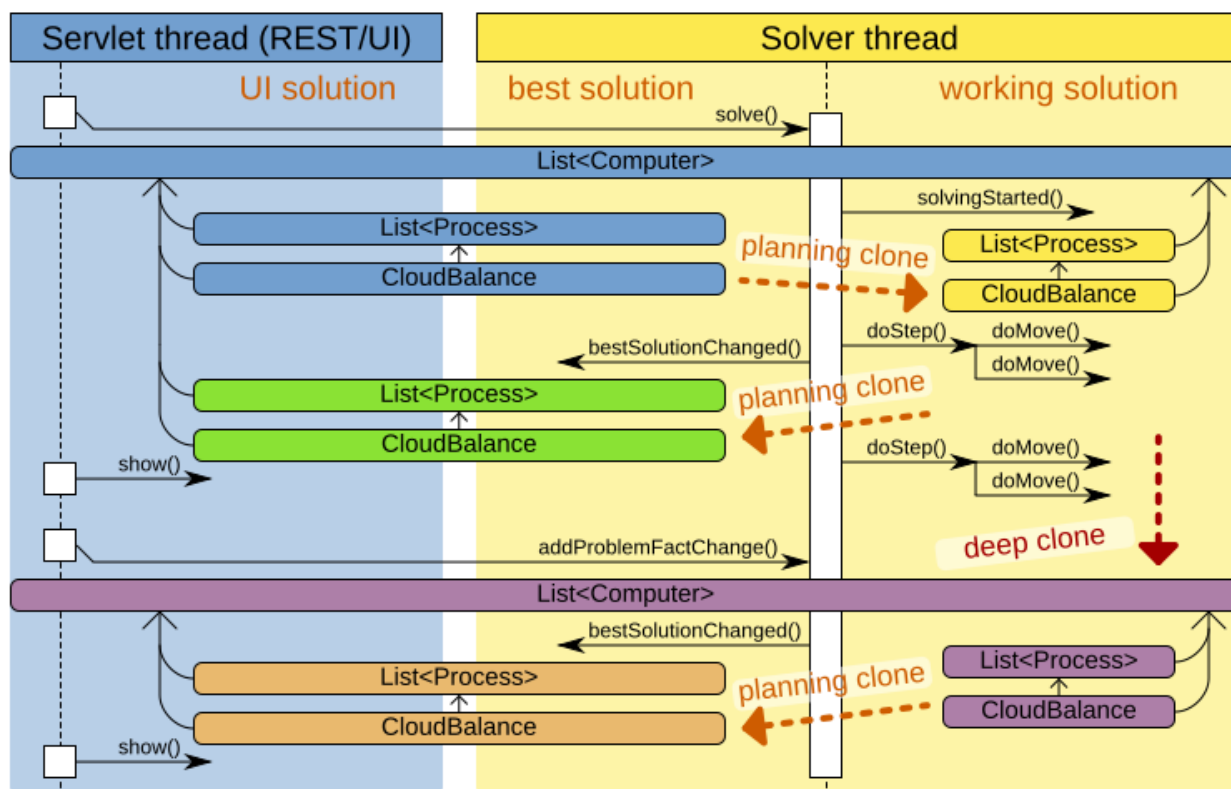 Servlet thread (REST/UI)
Solver thread
UI solution
best solution
working solution
solve()
List<Computer>
solvingStarted()
List<Process>
List<Process>
planning clone
CloudBalance
CloudBalance
bestSolutionChanged()
doStep()
doMove()
doMove()
List<Process>
planning clone
CloudBalance
show()
doStep()
doMove()
doMove()
addProblemFactChange()
deep clone
List<Computer>
bestSolutionChanged()
List<Process>
List<Process>
planning clone
CloudBalance
CloudBalance
show()